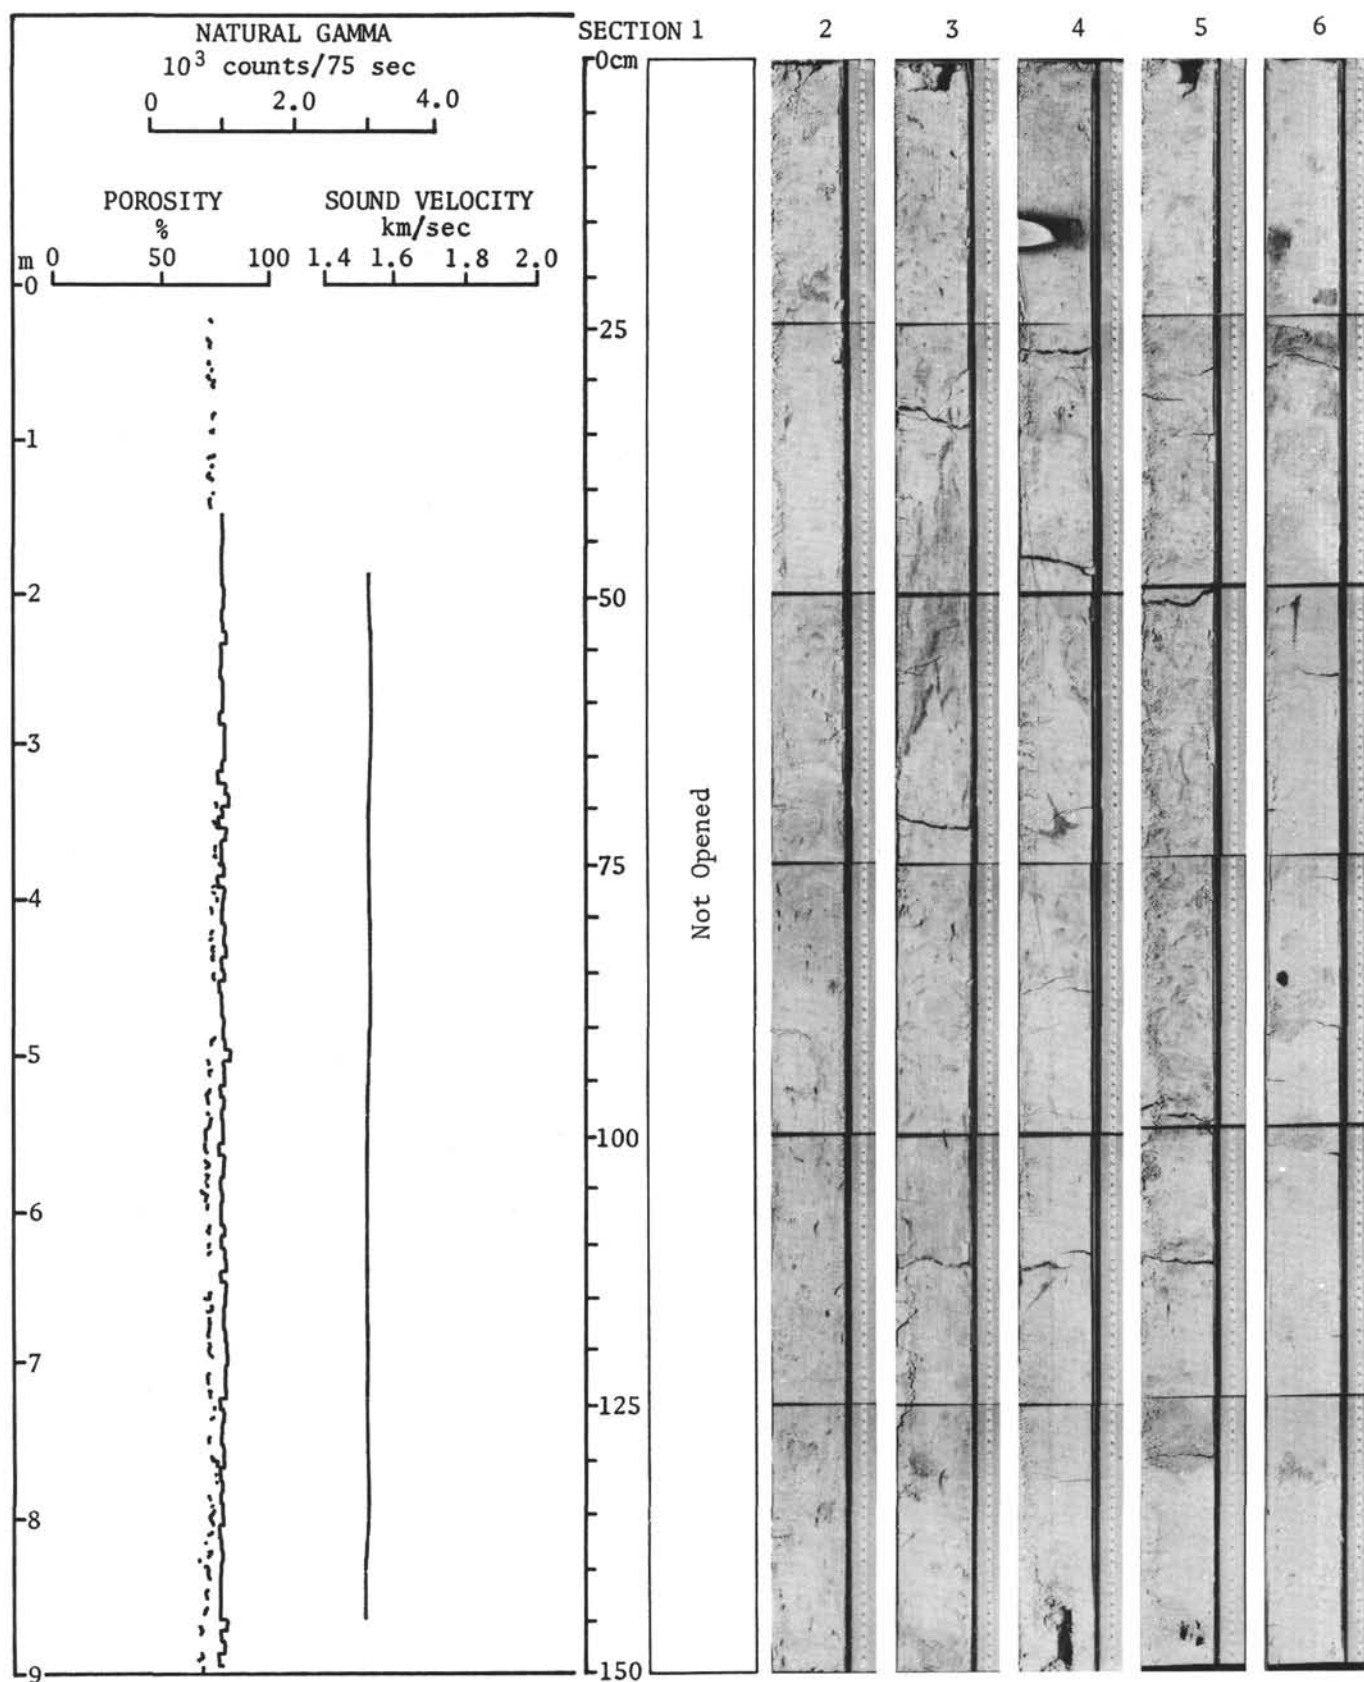 NATURAL GAMMA
10³ counts/75 sec
0 2.0 4.0
POROSITY
%
0 50 100
SOUND VELOCITY
km/sec
1.4 1.6 1.8 2.0
m
0
1
2
3
4
5
6
7
8
9
SECTION 1 2 3 4 5 6
0cm
25
50
75
100
125
150
Not Opened